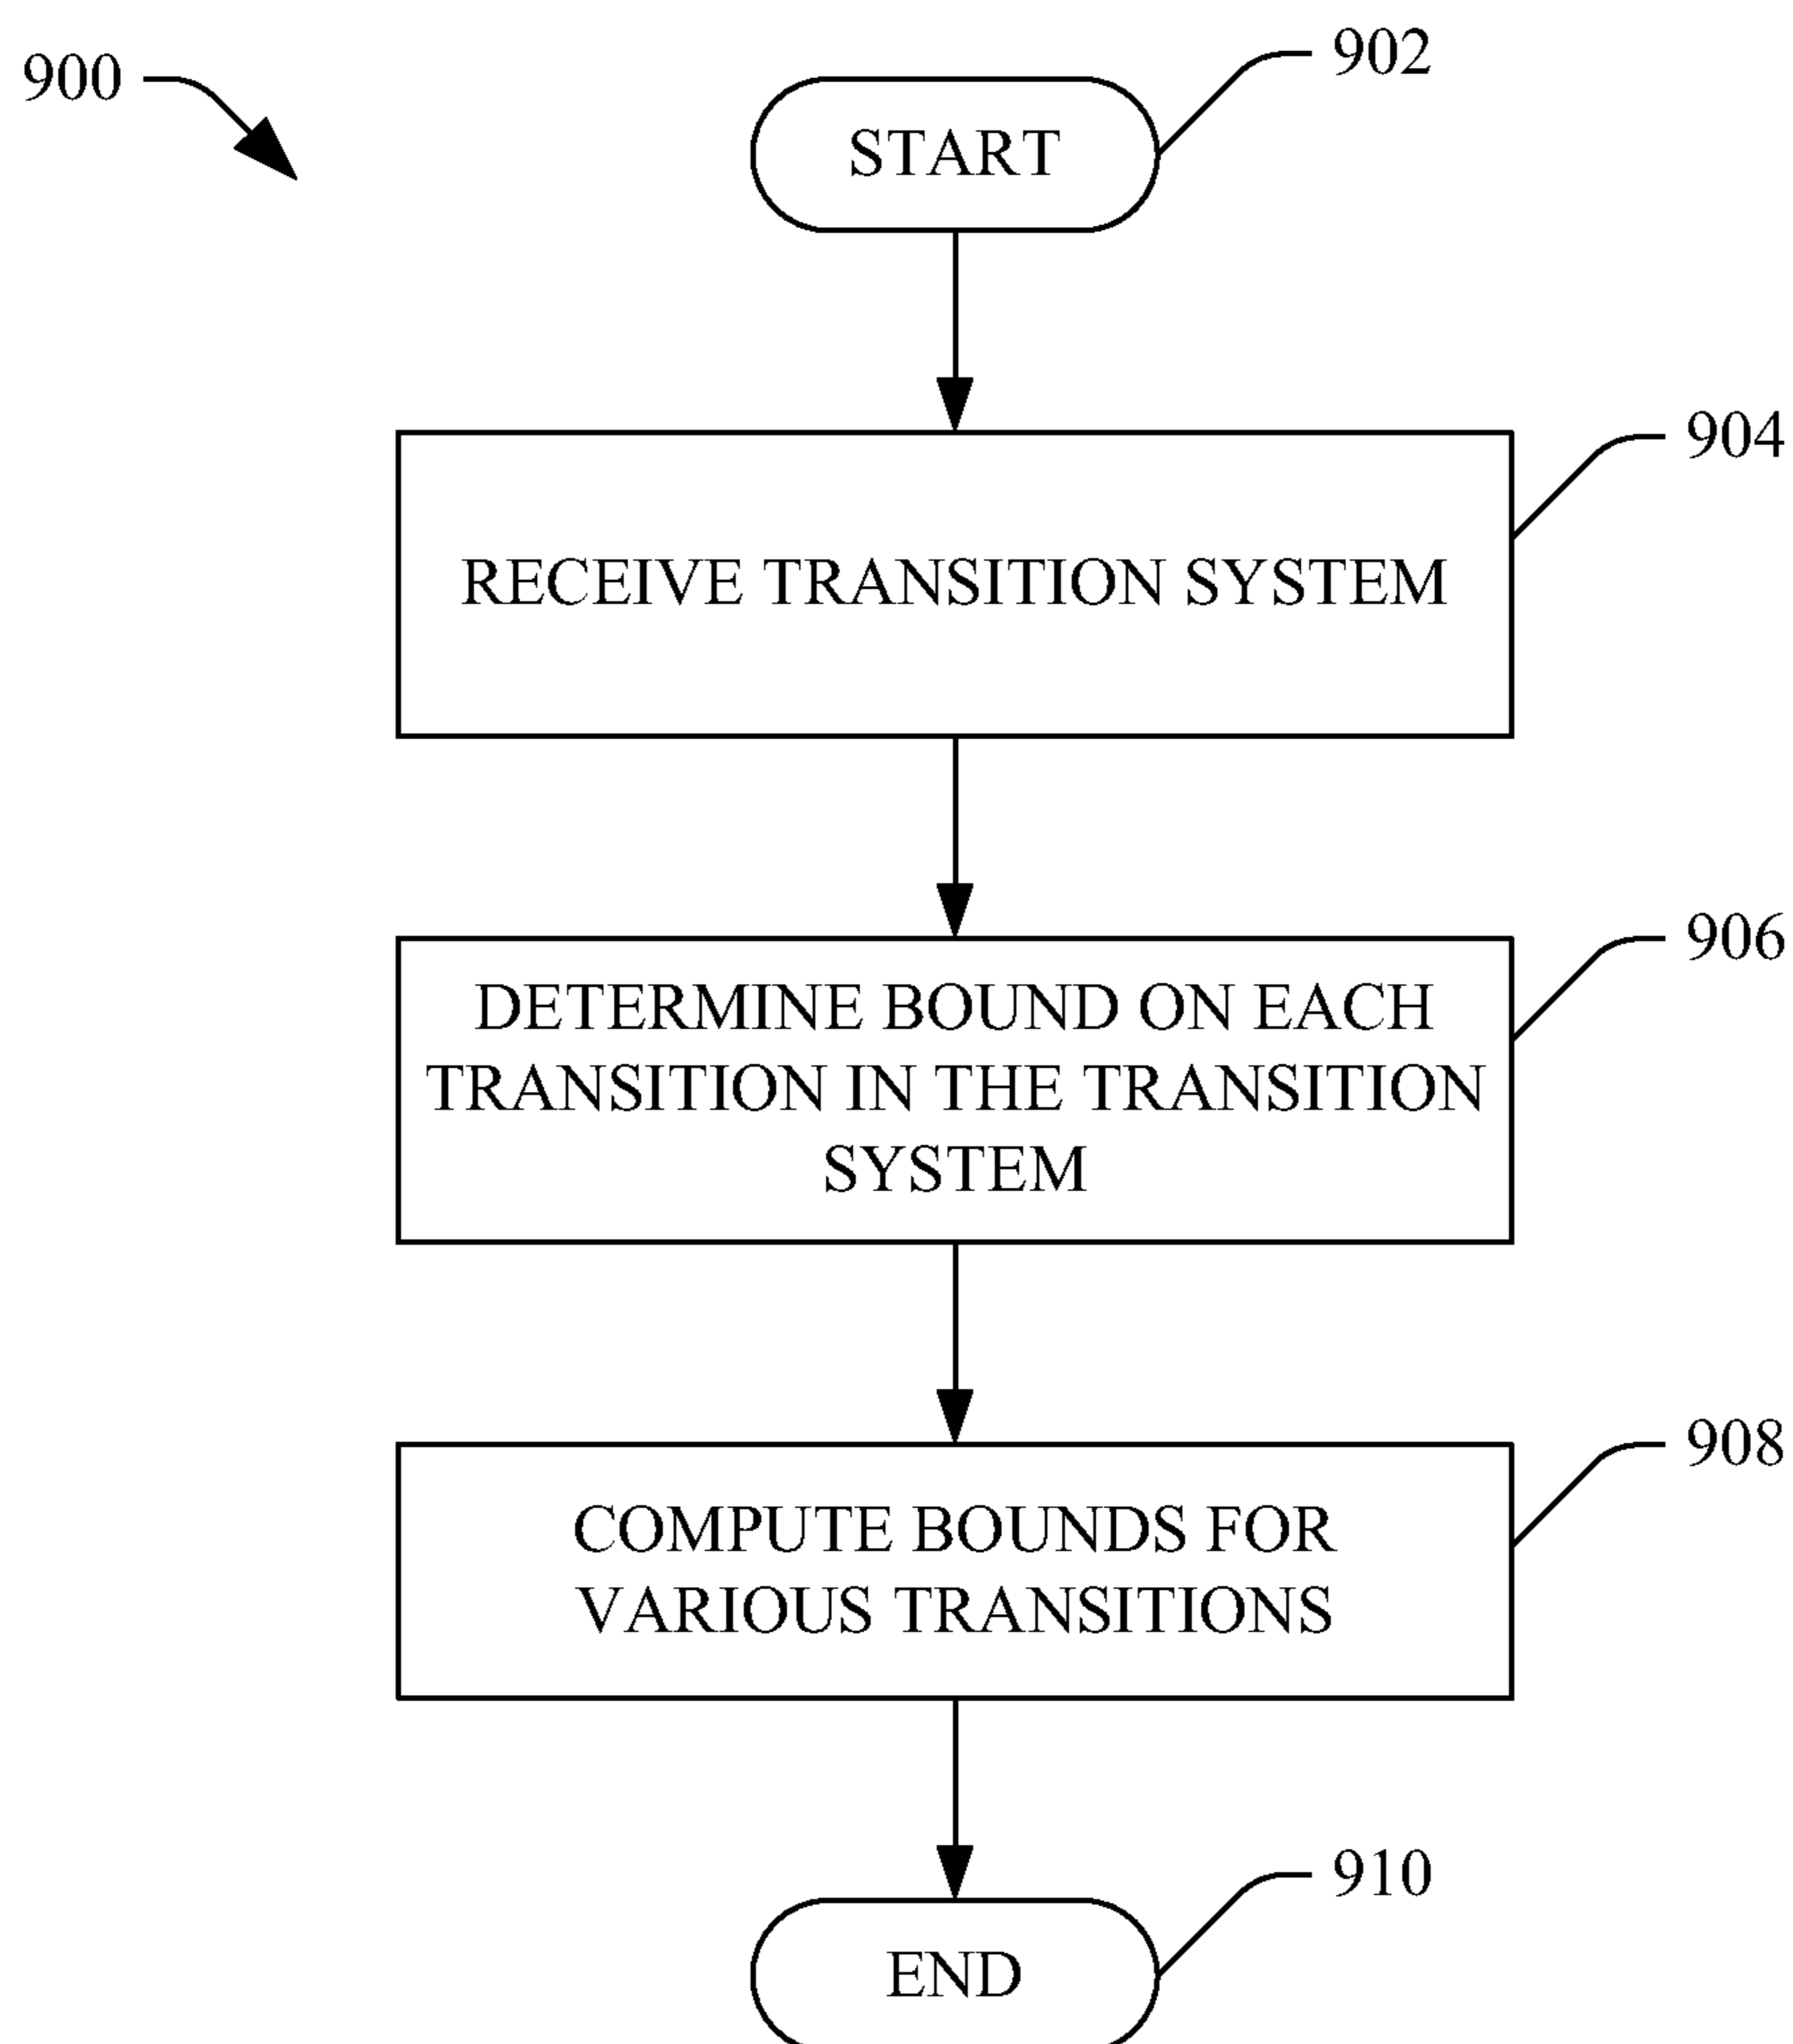 900
902
START
904
RECEIVE TRANSITION SYSTEM
906
DETERMINE BOUND ON EACH
TRANSITION IN THE TRANSITION
SYSTEM
908
COMPUTE BOUNDS FOR
VARIOUS TRANSITIONS
910
END